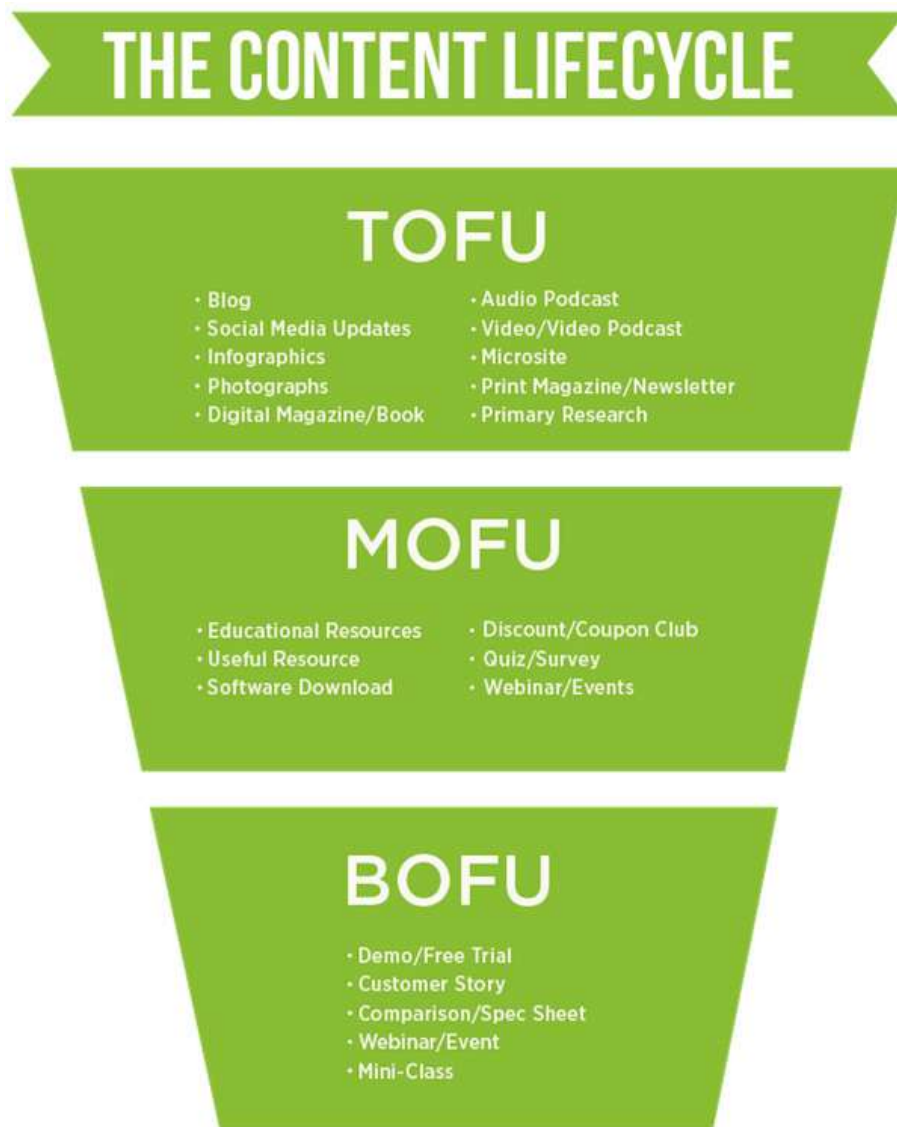 THE CONTENT LIFECYCLE
TOFU
• Blog
• Social Media Updates
• Infographics
• Photographs
• Digital Magazine/Book
• Audio Podcast
• Video/Video Podcast
• Microsite
• Print Magazine/Newsletter
• Primary Research
MOFU
• Educational Resources
• Useful Resource
• Software Download
• Discount/Coupon Club
• Quiz/Survey
• Webinar/Events
BOFU
• Demo/Free Trial
• Customer Story
• Comparison/Spec Sheet
• Webinar/Event
• Mini-Class